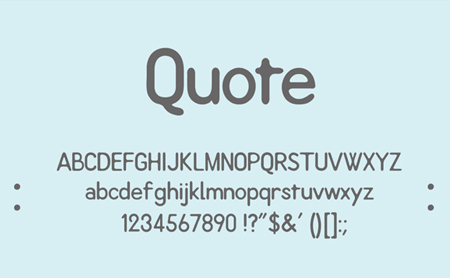 Quote
ABCDEFGHIJKLMNOPQRSTUVWXYZ
abcdefghijklmnopqrstuvwxyz
1234567890 !?"$&' ()[]:;